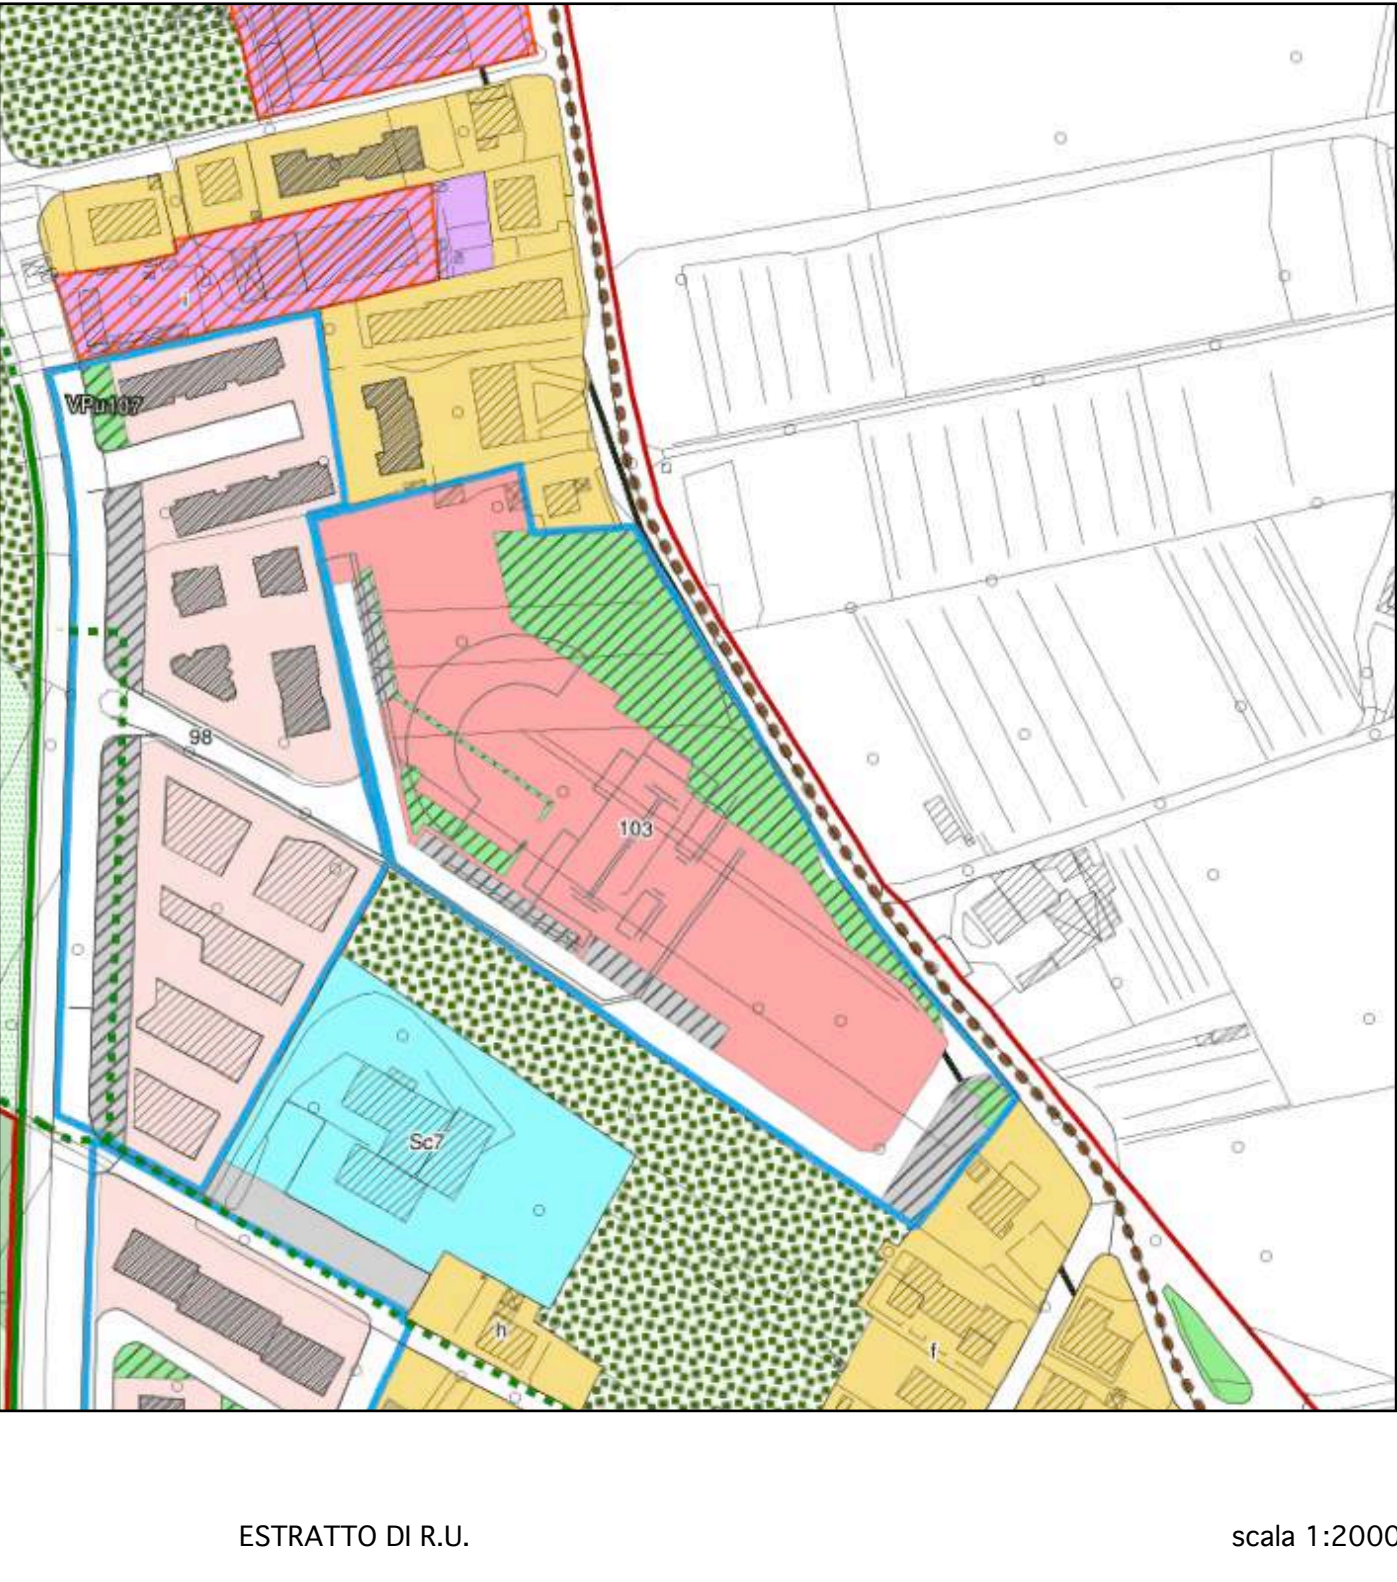 i
VPu107
98
103
Sc7
h
f
ESTRATTO DI R.U.
scala 1:2000